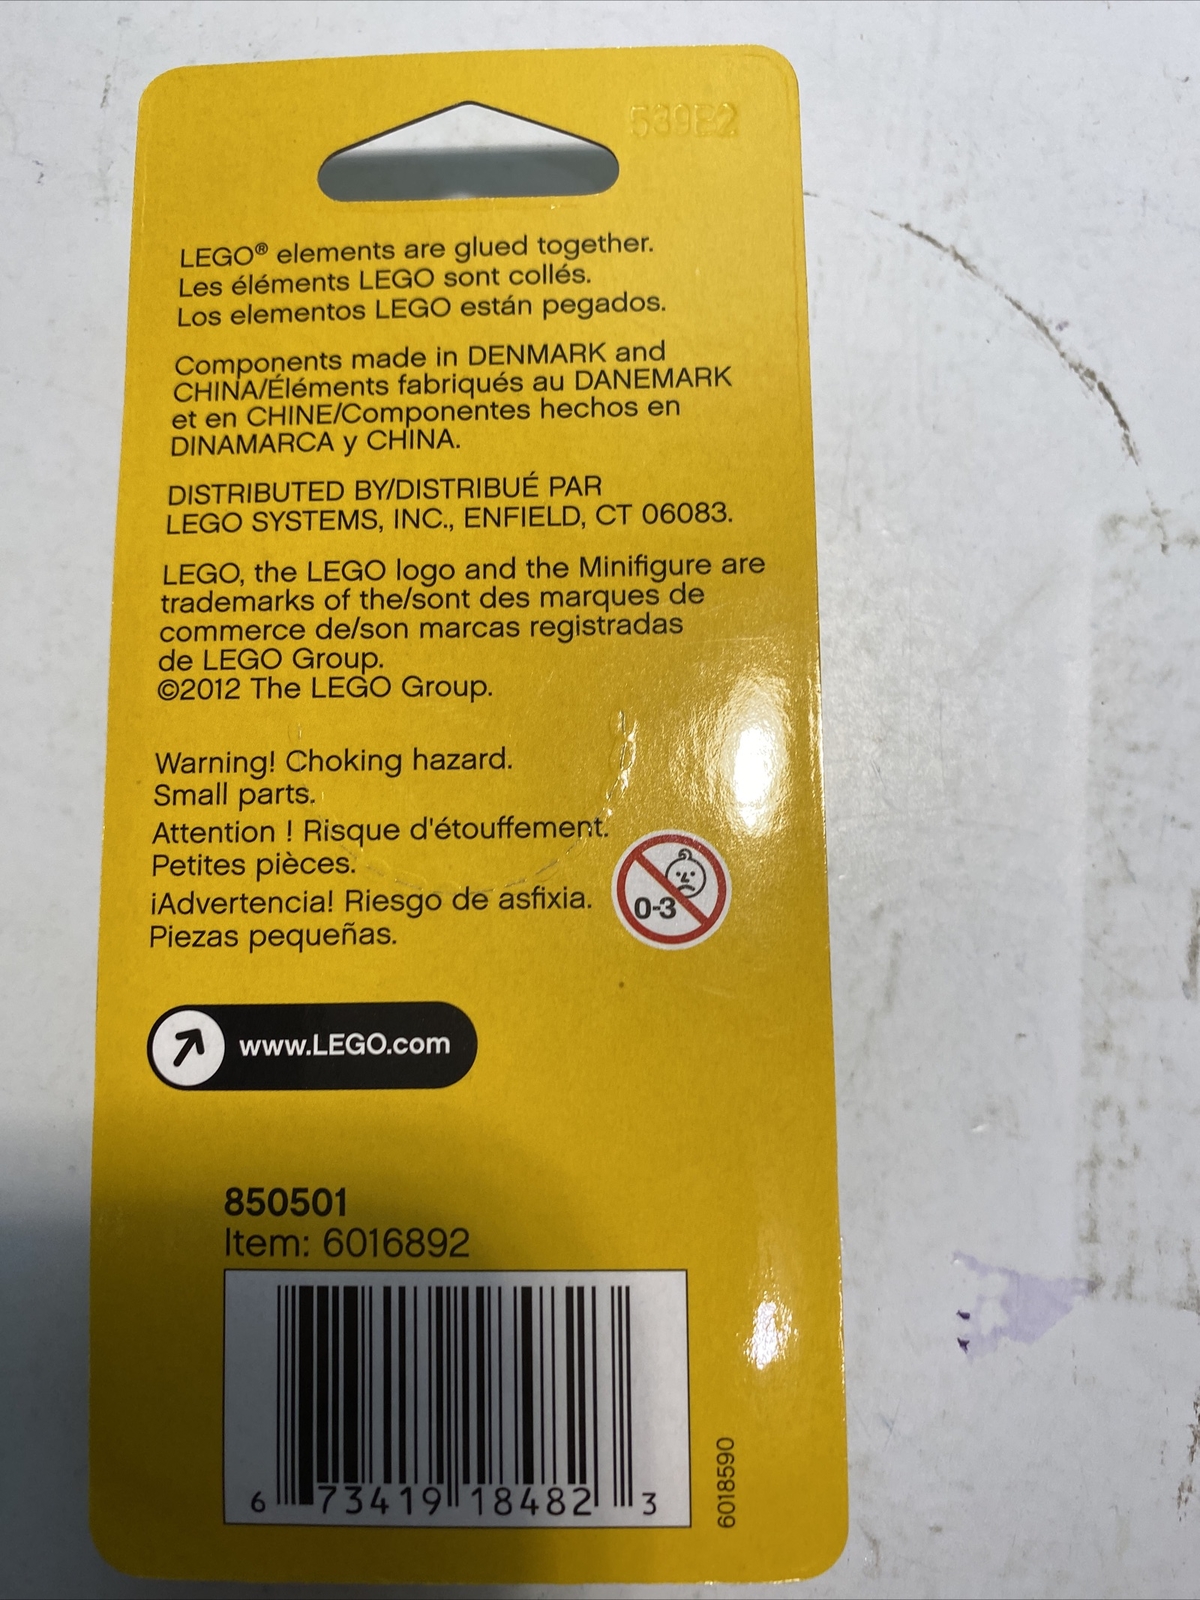 539B2
LEGO® elements are glued together.
Les éléments LEGO sont collés.
Los elementos LEGO están pegados.
Components made in DENMARK and
CHINA/Éléments fabriqués au DANEMARK
et en CHINE/Componentes hechos en
DINAMARCA y CHINA.
DISTRIBUTED BY/DISTRIBUÉ PAR
LEGO SYSTEMS, INC., ENFIELD, CT 06083.
LEGO, the LEGO logo and the Minifigure are
trademarks of the/sont des marques de
commerce de/son marcas registradas
de LEGO Group.
©2012 The LEGO Group.
Warning! Choking hazard.
Small parts.
Attention ! Risque d'étouffement.
Petites pièces.
¡Advertencia! Riesgo de asfixia.
Piezas pequeñas.
0-3
www.LEGO.com
850501
Item: 6016892
6 73419 18482 3
6018590